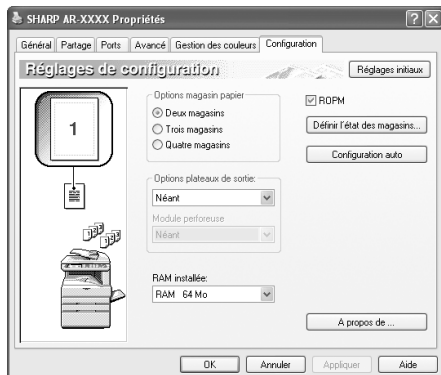 SHARP AR-XXXX Propriétés
Général Partage Ports Avancé Gestion des couleurs Configuration
Réglages de configuration
Réglages initiaux
1
Options magasin papier
Deux magasins
Trois magasins
Quatre magasins
ROPM
Définir l'état des magasins...
Configuration auto
Options plateaux de sortie:
Néant
Module perforeuse
Néant
RAM installée:
RAM 64 Mo
A propos de ...
OK Annuler Appliquer Aide